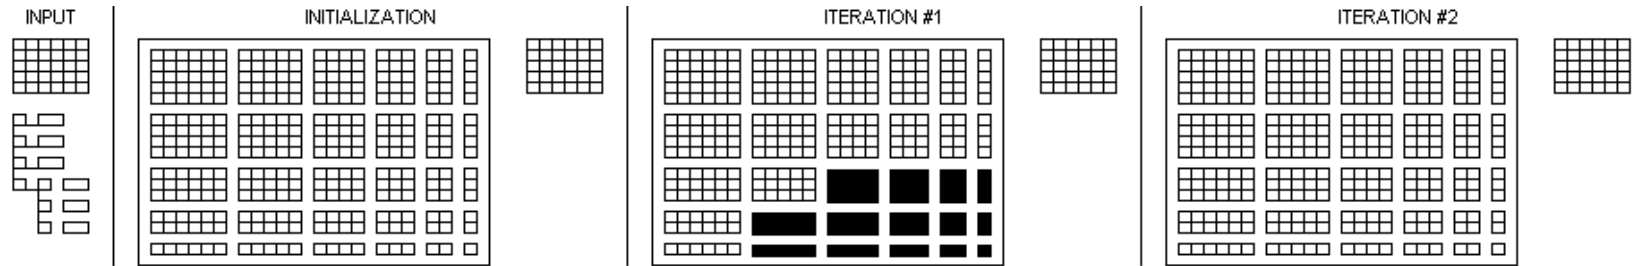 INPUT
INITIALIZATION
ITERATION #1
ITERATION #2